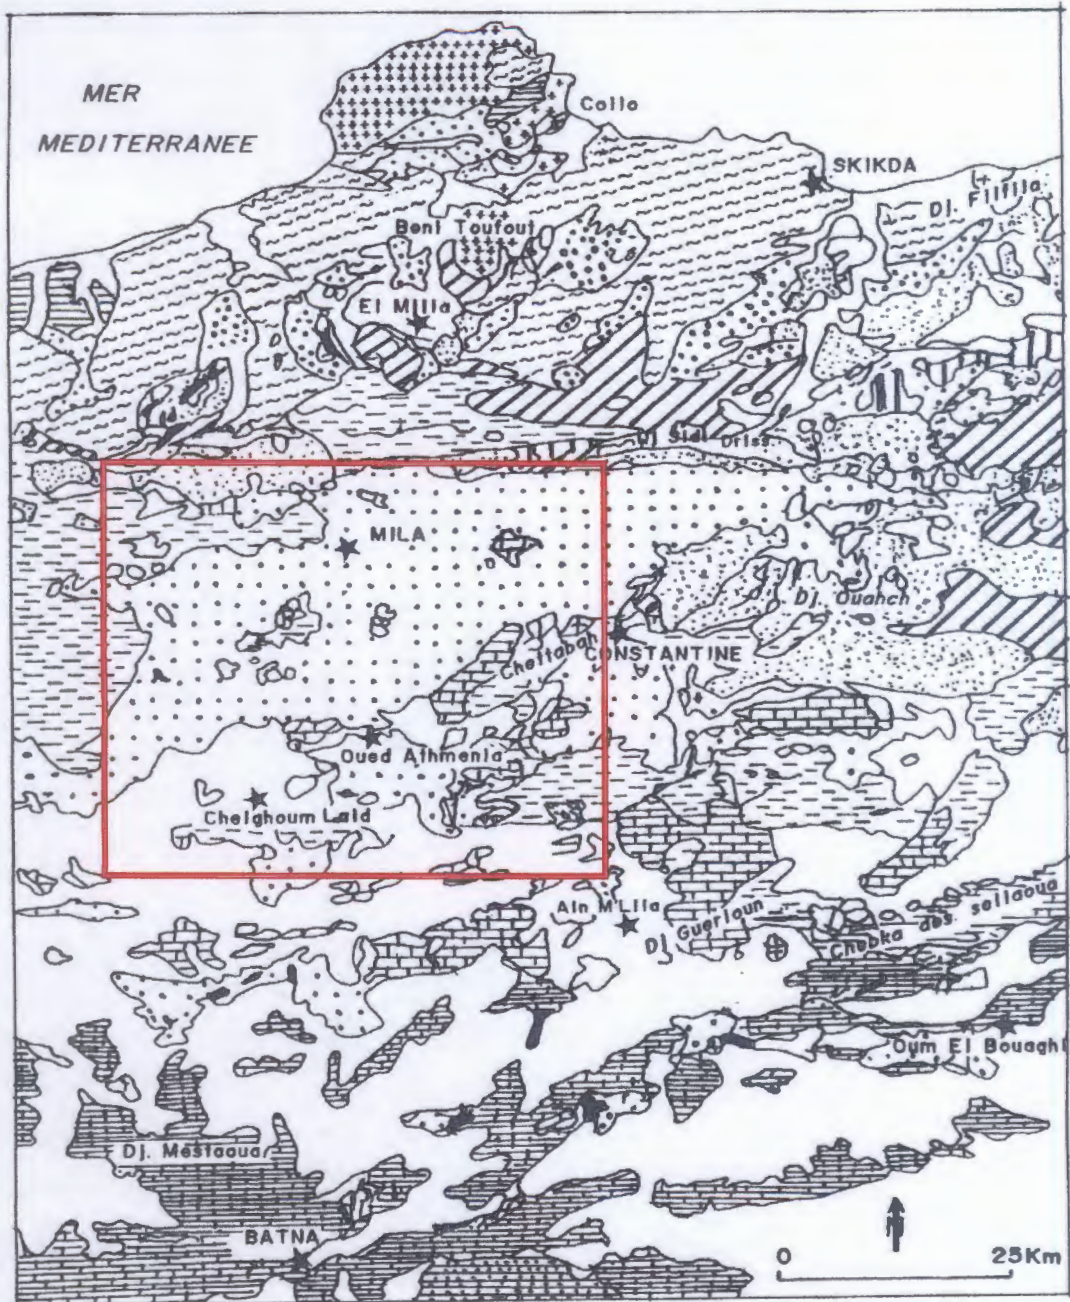 MER
MEDITERRANEE
Collo
SKIKDA
Dj. Filfila
Beni Toufout
El Milia
Dj Sidi Driss
MILA
Dj. Ouahch
Chettabah
CONSTANTINE
Oued Athmenia
Chelghoum Laid
Ain M'Lila
Dj Guerioun
Chebka des sellaoua
Oum El Bouaghi
Dj. Mestaoua
BATNA
N
0 25Km